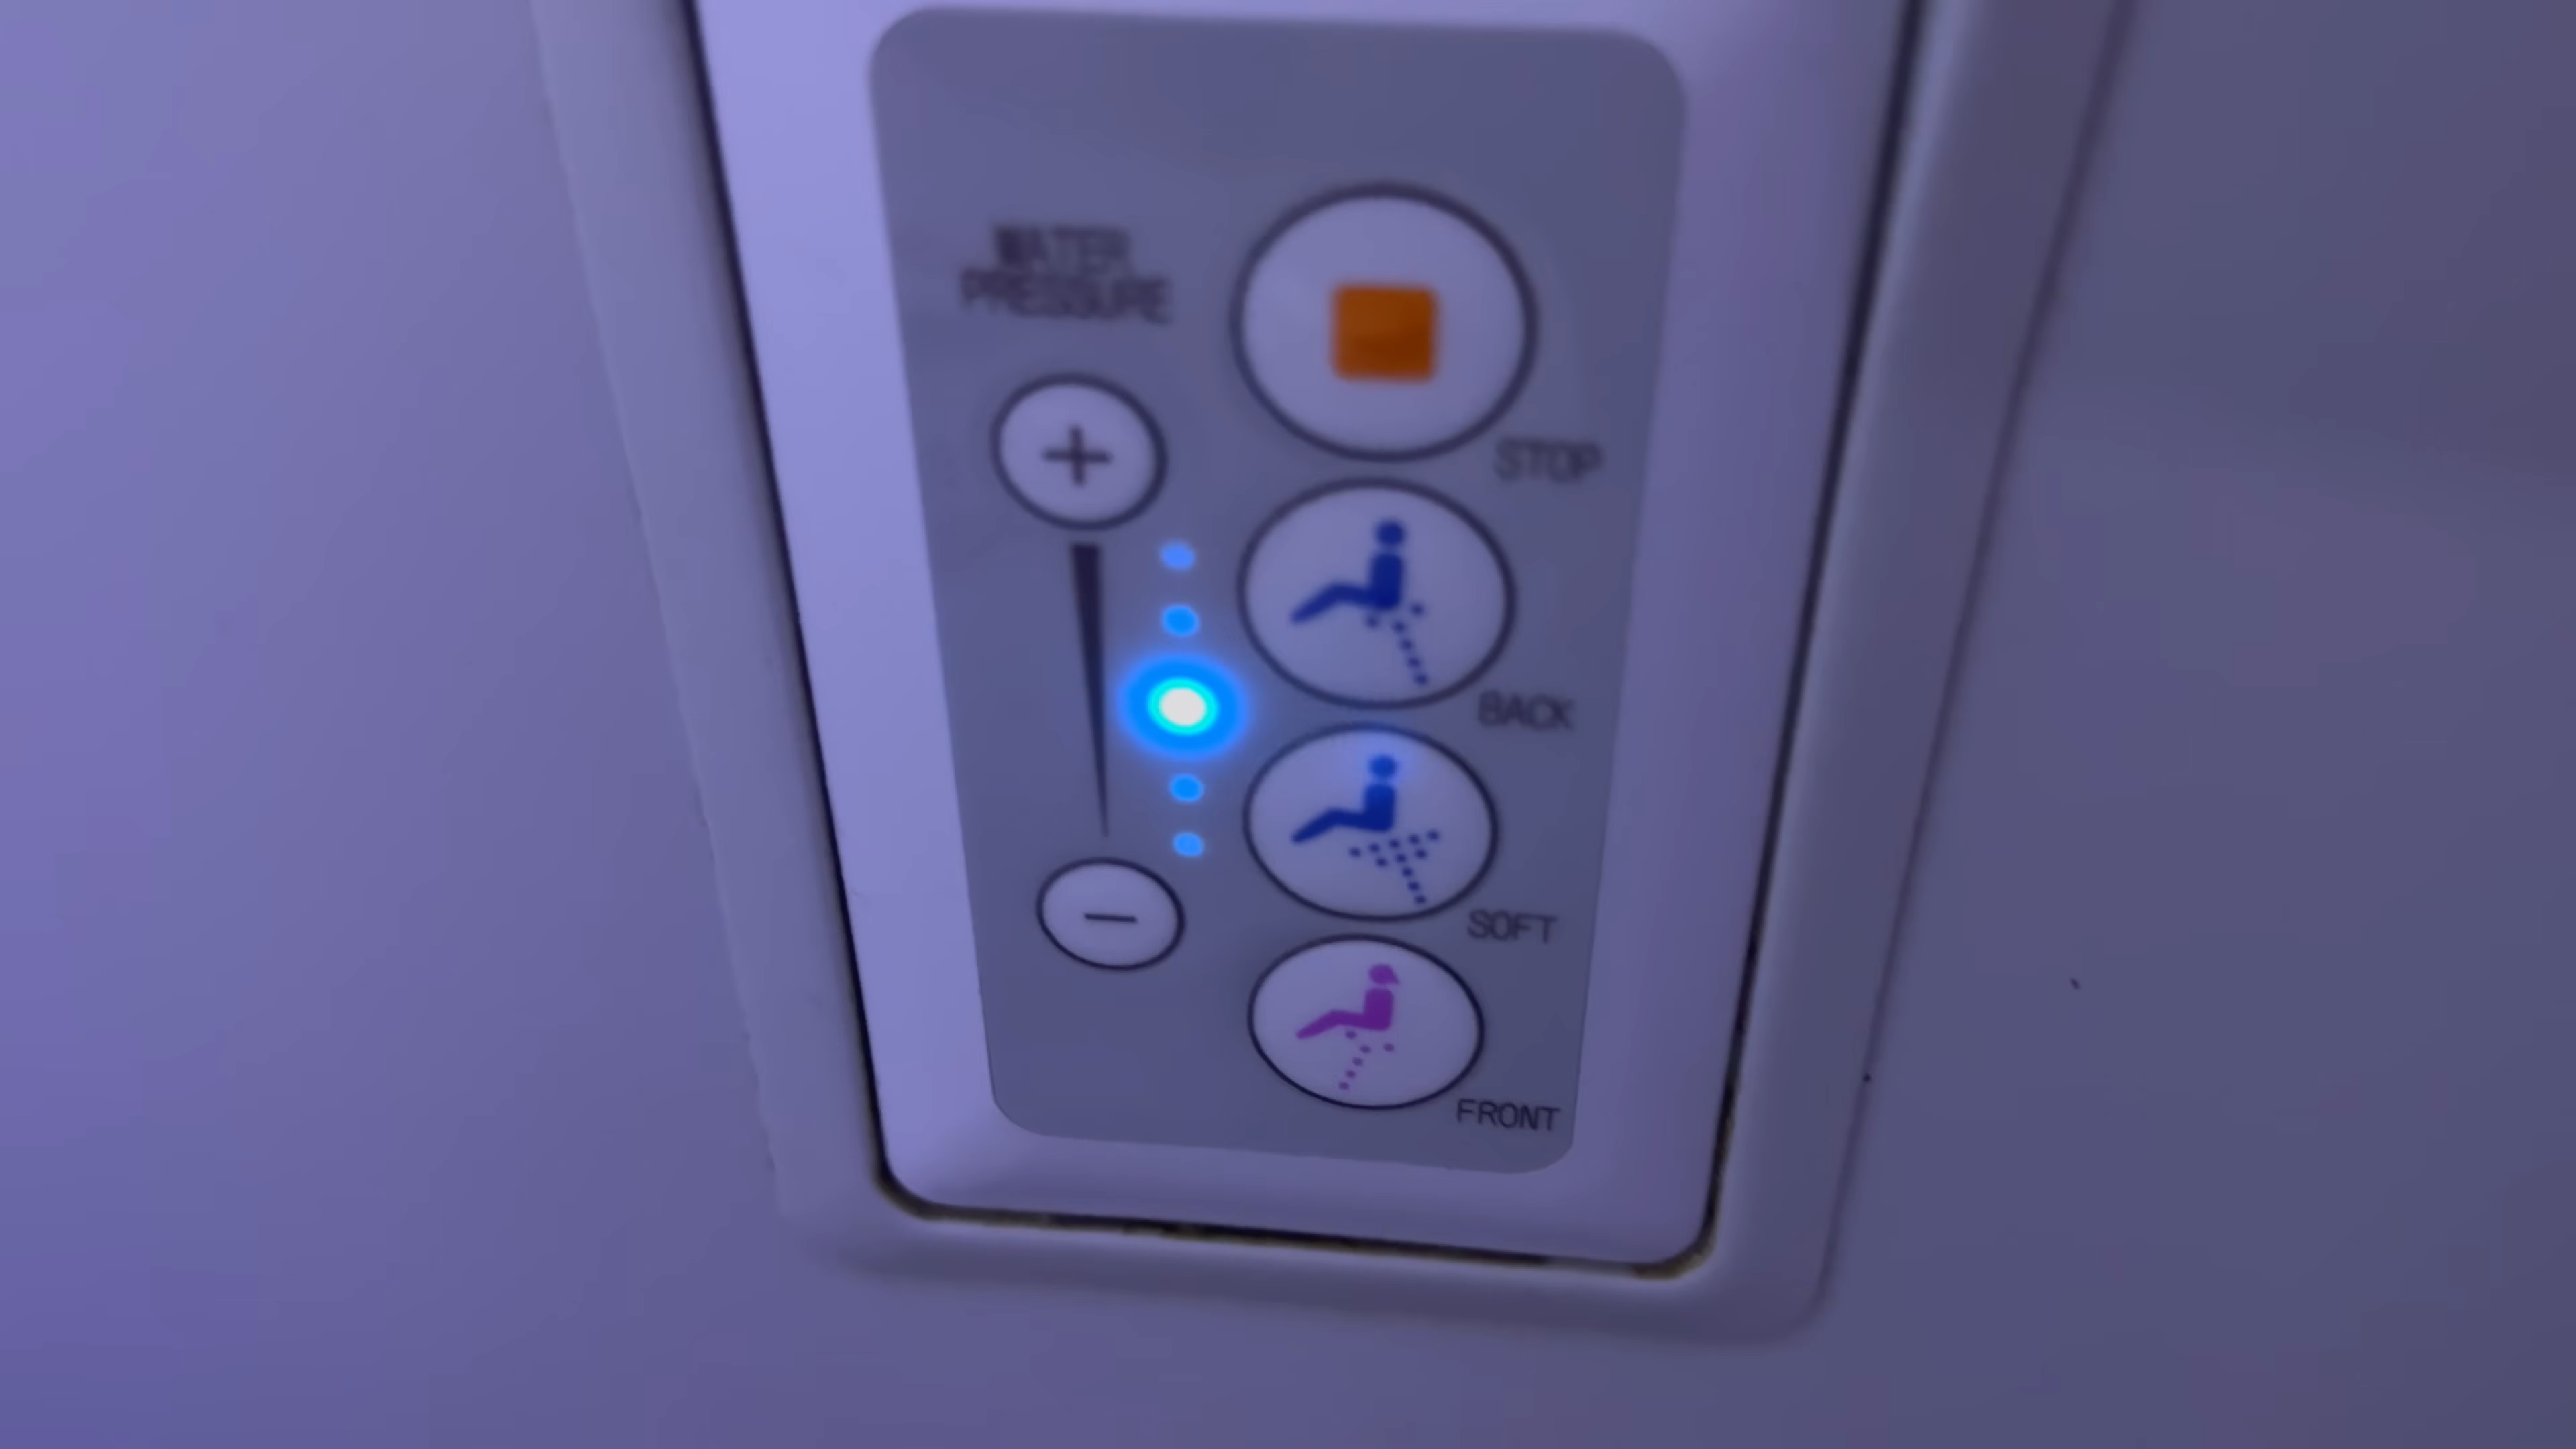 WATER
PRESSURE
+
STOP
BACK
−
SOFT
FRONT